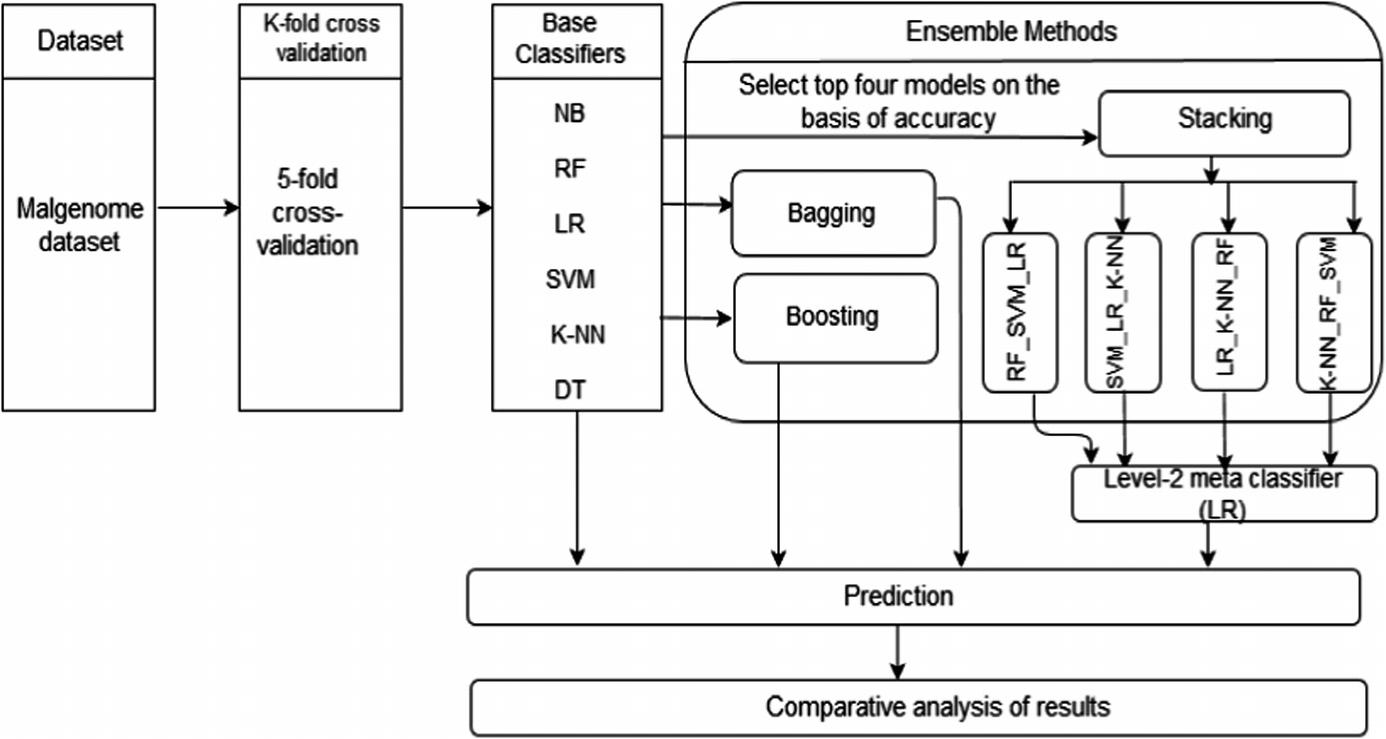 Dataset
Malgenome
dataset
K-fold cross
validation
5-fold
cross-
validation
Base
Classifiers
NB
RF
LR
SVM
K-NN
DT
Ensemble Methods
Select top four models on the
basis of accuracy
Stacking
Bagging
Boosting
RF_SVM_LR
SVM_LR_K-NN
LR_K-NN_RF
K-NN_RF_SVM
Level-2 meta classifier
(LR)
Prediction
Comparative analysis of results